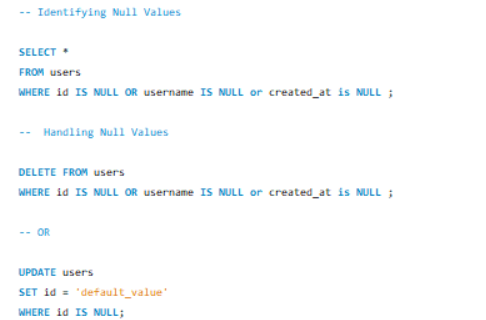 -- Identifying Null Values
SELECT *
FROM users
WHERE id IS NULL OR username IS NULL or created_at is NULL ;
--  Handling Null Values
DELETE FROM users
WHERE id IS NULL OR username IS NULL or created_at is NULL ;
-- OR
UPDATE users
SET id = 'default_value'
WHERE id IS NULL;